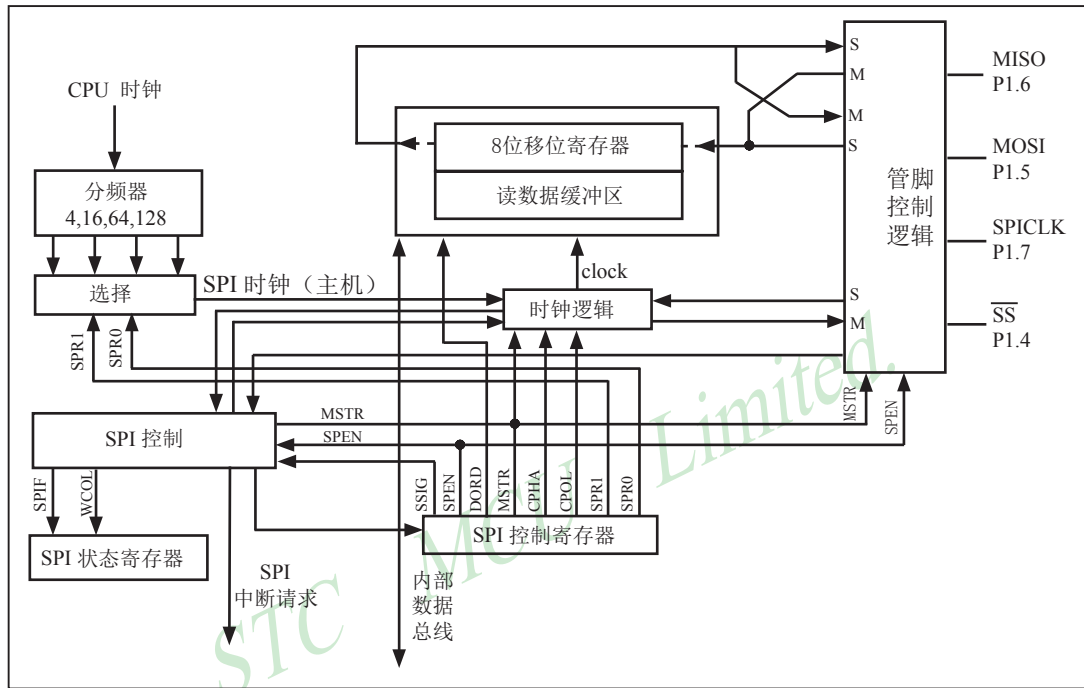 CPU 时钟
分频器
4,16,64,128
选择
SPR1
SPR0
SPI 时钟（主机）
8位移位寄存器
读数据缓冲区
clock
时钟逻辑
S
M
M
S
S
M
管脚
控制
逻辑
MISO
P1.6
MOSI
P1.5
SPICLK
P1.7
SS
P1.4
MSTR
SPEN
SPI 控制
MSTR
SPEN
SPIF
WCOL
SPI 状态寄存器
SSIG
SPEN
DORD
MSTR
CPHA
CPOL
SPR1
SPR0
SPI 控制寄存器
SPI
中断请求
内部
数据
总线
STC MCU Limited.